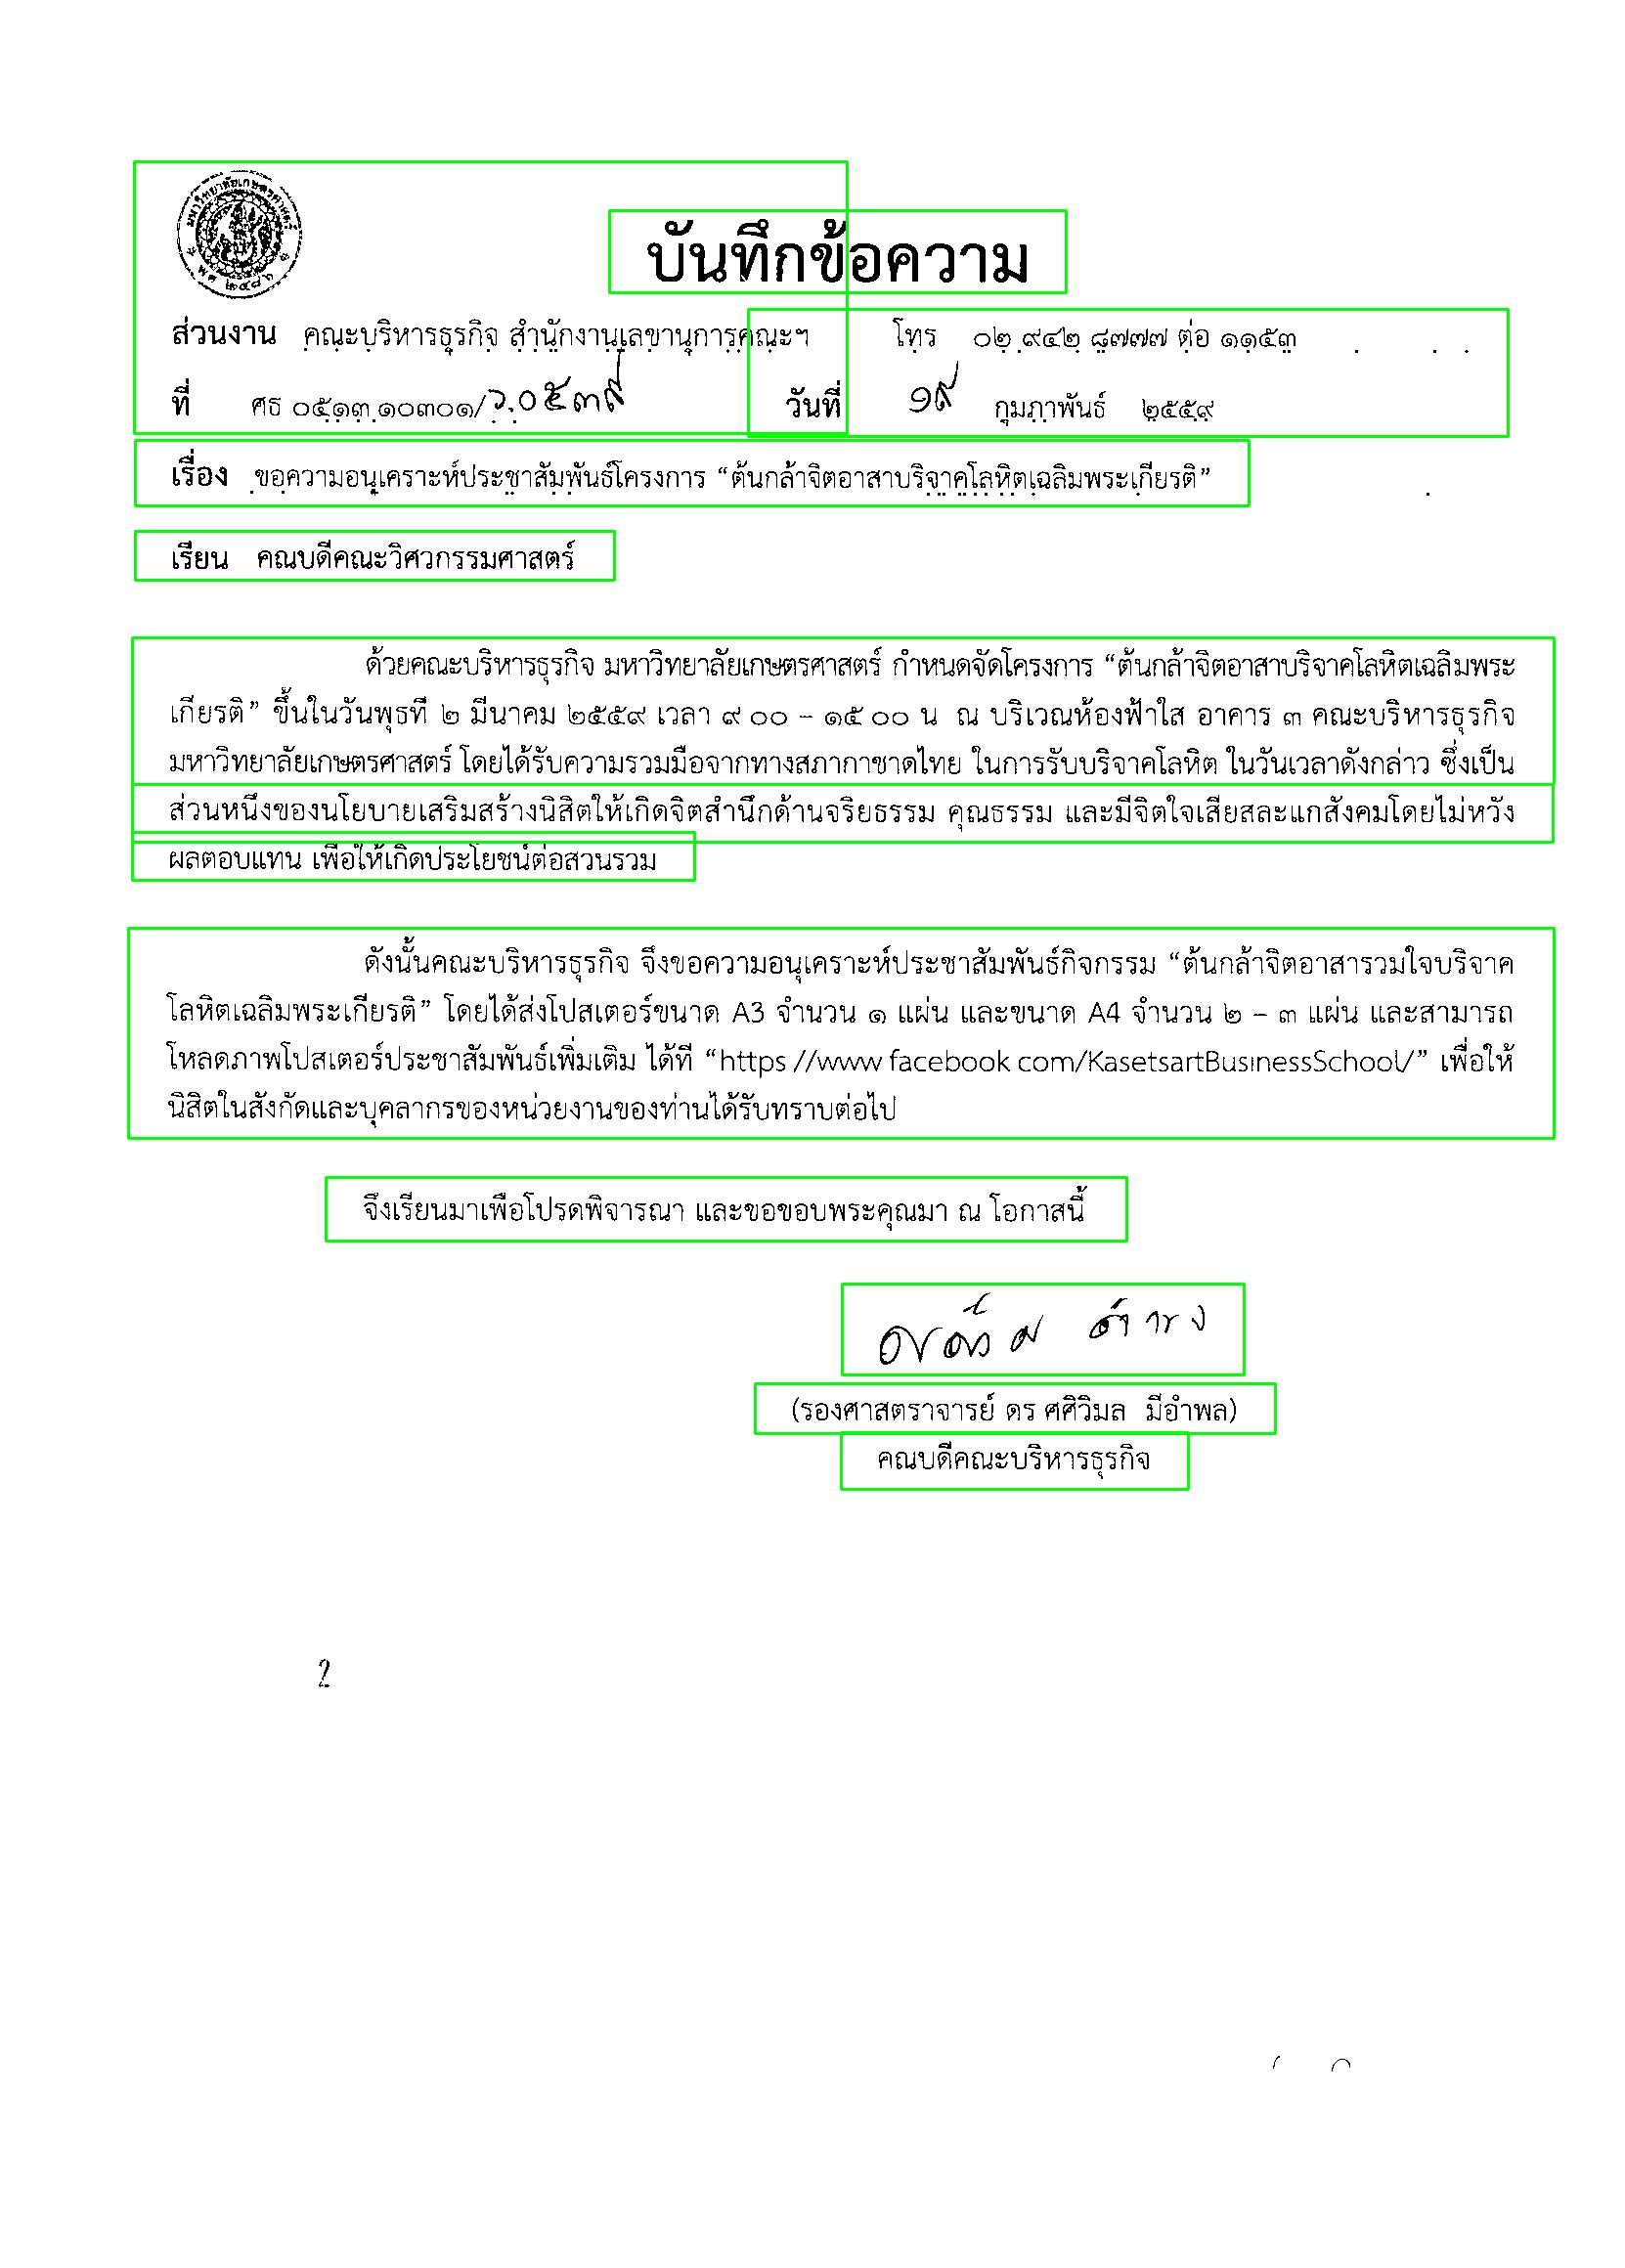 มหาวิทยาลัยเกษตรศาสตร์
พ ศ ๒๔๘๖
บันทึกข้อความ
ส่วนงาน คณะบริหารธุรกิจ สำนักงานเลขานุการคณะฯ โทร ๐๒ ๙๔๒ ๘๗๗๗ ต่อ ๑๑๕๓
ที่ ศธ ๐๕๑๓ ๑๐๓๐๑/ว.๐๕๓๙ วันที่ ๑๙ กุมภาพันธ์ ๒๕๕๙
เรื่อง ขอความอนุเคราะห์ประชาสัมพันธ์โครงการ “ต้นกล้าจิตอาสาบริจาคโลหิตเฉลิมพระเกียรติ”
เรียน คณบดีคณะวิศวกรรมศาสตร์
ด้วยคณะบริหารธุรกิจ มหาวิทยาลัยเกษตรศาสตร์ กำหนดจัดโครงการ “ต้นกล้าจิตอาสาบริจาคโลหิตเฉลิมพระ
เกียรติ” ขึ้นในวันพุธที ๒ มีนาคม ๒๕๕๙ เวลา ๙ ๐๐ – ๑๕ ๐๐ น ณ บริเวณห้องฟ้าใส อาคาร ๓ คณะบริหารธุรกิจ
มหาวิทยาลัยเกษตรศาสตร์ โดยได้รับความรวมมือจากทางสภากาชาดไทย ในการรับบริจาคโลหิต ในวันเวลาดังกล่าว ซึ่งเป็น
ส่วนหนึงของนโยบายเสริมสร้างนิสิตให้เกิดจิตสำนึกด้านจริยธรรม คุณธรรม และมีจิตใจเสียสละแกสังคมโดยไม่หวัง
ผลตอบแทน เพือให้เกิดประโยชน์ต่อสวนรวม
ดังนั้นคณะบริหารธุรกิจ จึงขอความอนุเคราะห์ประชาสัมพันธ์กิจกรรม “ต้นกล้าจิตอาสารวมใจบริจาค
โลหิตเฉลิมพระเกียรติ” โดยได้ส่งโปสเตอร์ขนาด A3 จำนวน ๑ แผ่น และขนาด A4 จำนวน ๒ – ๓ แผ่น และสามารถ
โหลดภาพโปสเตอร์ประชาสัมพันธ์เพิ่มเติม ได้ที “https //www facebook com/KasetsartBusinessSchool/” เพื่อให้
นิสิตในสังกัดและบุคลากรของหน่วยงานของท่านได้รับทราบต่อไป
จึงเรียนมาเพือโปรดพิจารณา และขอขอบพระคุณมา ณ โอกาสนี้
(รองศาสตราจารย์ ดร ศศิวิมล มีอำพล)
คณบดีคณะบริหารธุรกิจ
2